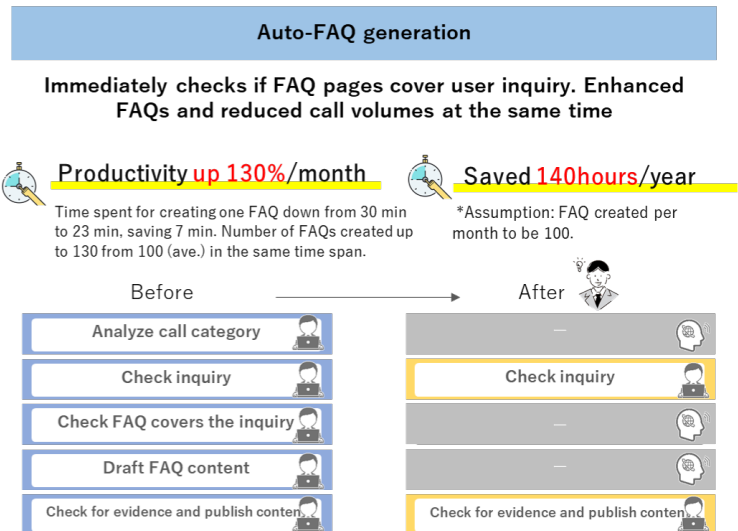 Auto-FAQ generation
Immediately checks if FAQ pages cover user inquiry. Enhanced
FAQs and reduced call volumes at the same time
Productivity up 130%/month
Saved 140hours/year
Time spent for creating one FAQ down from 30 min
to 23 min, saving 7 min. Number of FAQs created up
to 130 from 100 (ave.) in the same time span.
*Assumption: FAQ created per
month to be 100.
Before
After
Analyze call category
—
Check inquiry
Check inquiry
Check FAQ covers the inquiry
—
Draft FAQ content
—
Check for evidence and publish conten
Check for evidence and publish conten